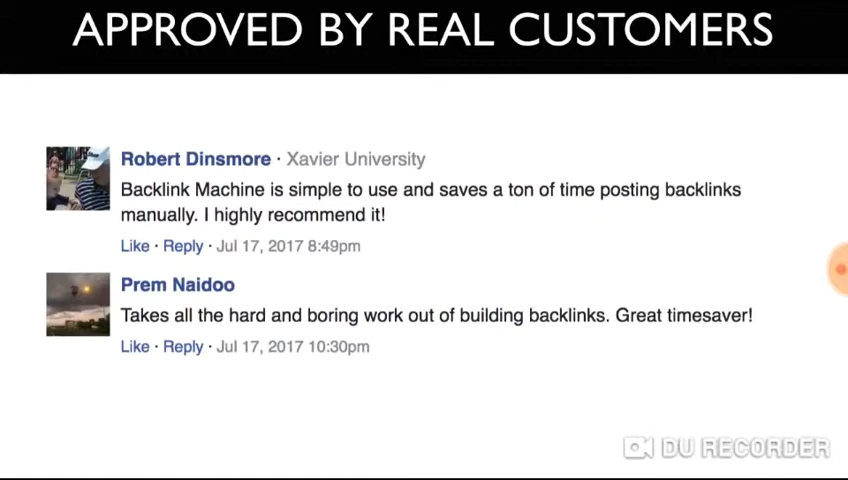 APPROVED BY REAL CUSTOMERS
Robert Dinsmore · Xavier University
Backlink Machine is simple to use and saves a ton of time posting backlinks
manually. I highly recommend it!
Like · Reply · Jul 17, 2017 8:49pm
Prem Naidoo
Takes all the hard and boring work out of building backlinks. Great timesaver!
Like · Reply · Jul 17, 2017 10:30pm
DU RECORDER